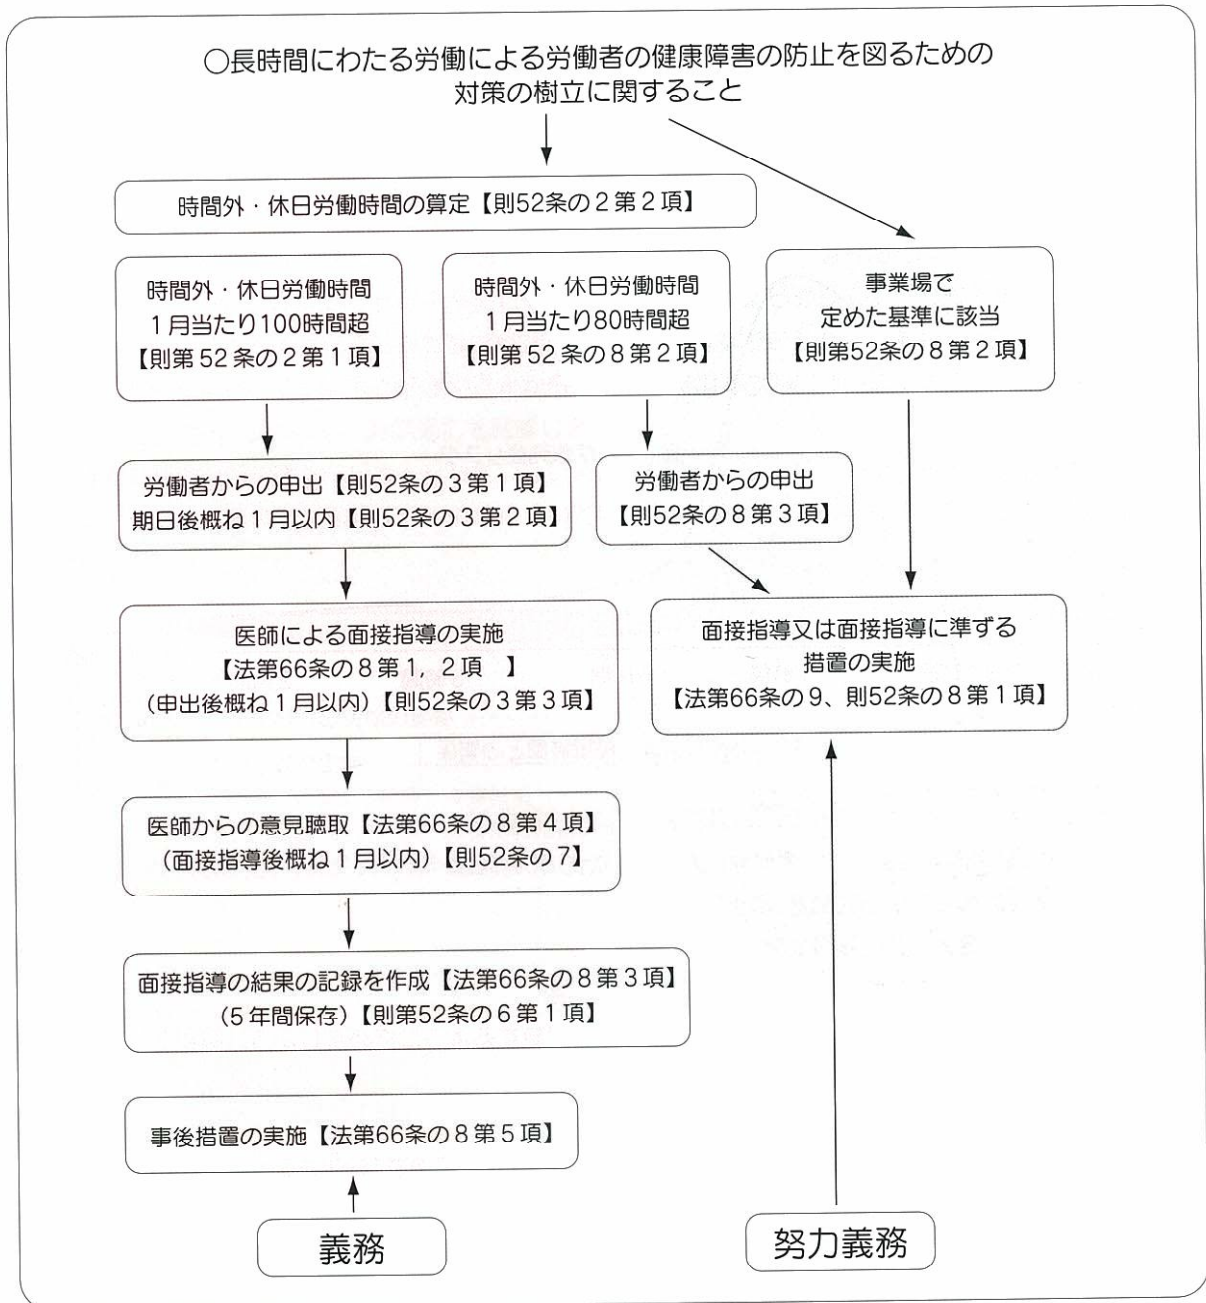 ○長時間にわたる労働による労働者の健康障害の防止を図るための
対策の樹立に関すること
時間外・休日労働時間の算定【則52条の2第2項】
時間外・休日労働時間
1月当たり100時間超
【則第52条の2第1項】
時間外・休日労働時間
1月当たり80時間超
【則第52条の8第2項】
事業場で
定めた基準に該当
【則第52条の8第2項】
労働者からの申出【則52条の3第1項】
期日後概ね1月以内【則52条の3第2項】
労働者からの申出
【則52条の8第3項】
医師による面接指導の実施
【法第66条の8第1，2項　】
（申出後概ね1月以内）【則52条の3第3項】
面接指導又は面接指導に準ずる
措置の実施
【法第66条の9、則52条の8第1項】
医師からの意見聴取【法第66条の8第4項】
（面接指導後概ね1月以内）【則52条の7】
面接指導の結果の記録を作成【法第66条の8第3項】
（5年間保存）【則第52条の6第1項】
事後措置の実施【法第66条の8第5項】
義務
努力義務